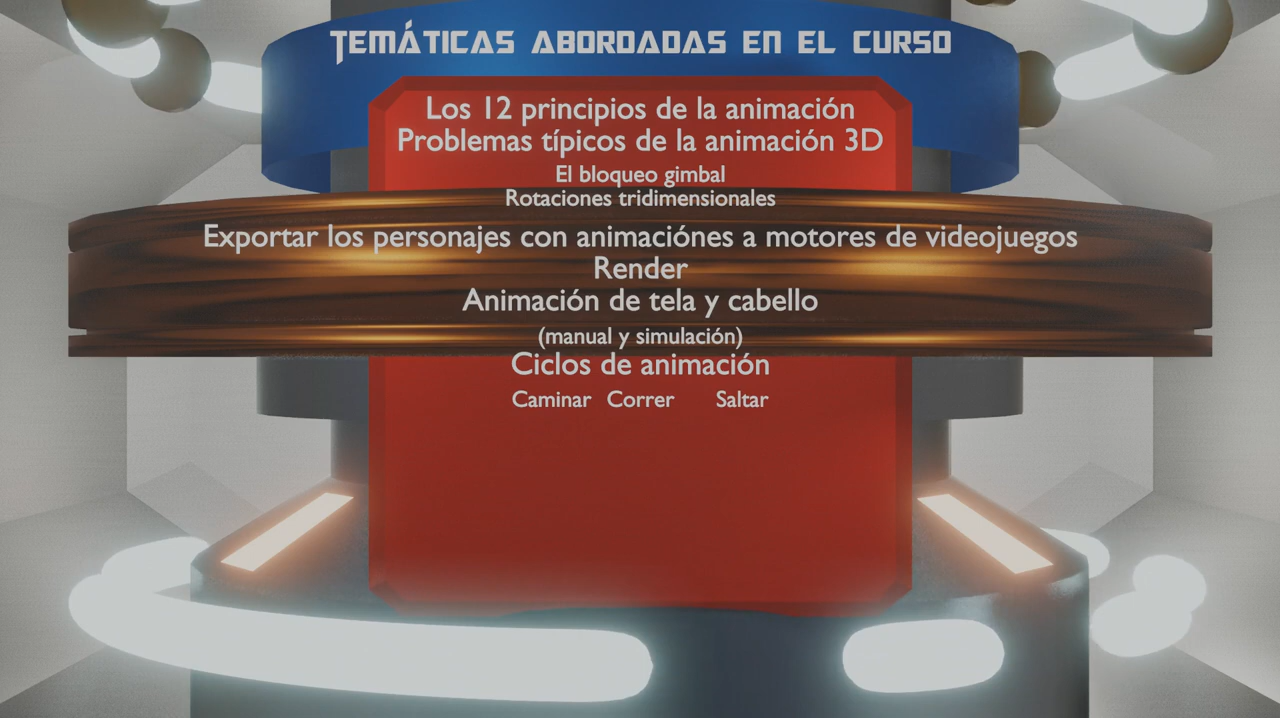 Temáticas abordadas en el curso
Los 12 principios de la animación
Problemas típicos de la animación 3D
El bloqueo gimbal
Rotaciones tridimensionales
Exportar los personajes con animaciónes a motores de videojuegos
Render
Animación de tela y cabello
(manual y simulación)
Ciclos de animación
Caminar Correr Saltar